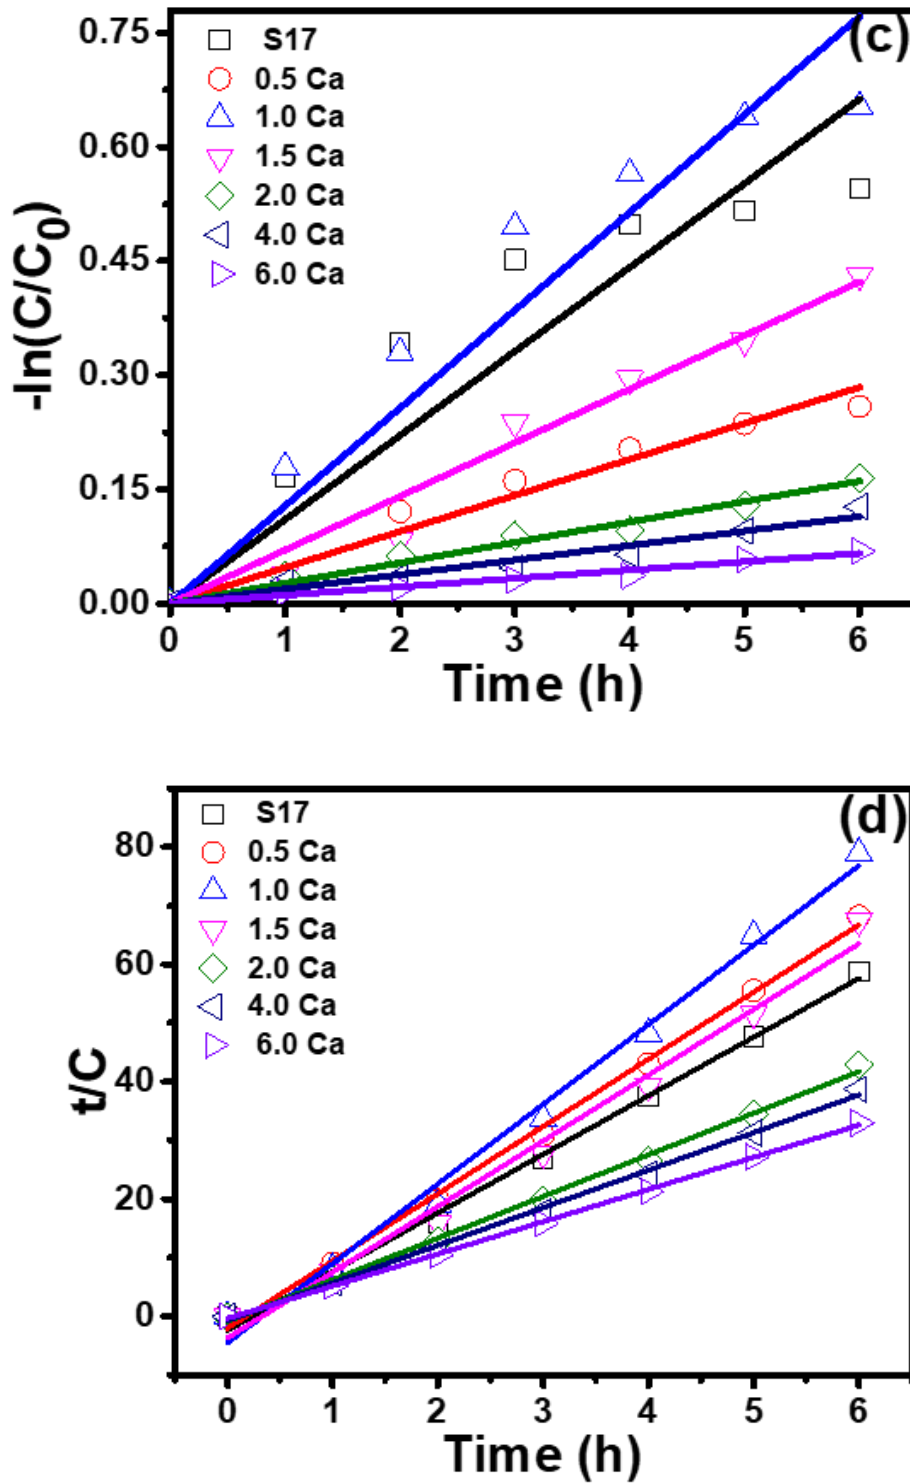 (c)
0.75
0.60
0.45
0.30
0.15
0.00
-ln(C/C0)
S17
0.5 Ca
1.0 Ca
1.5 Ca
2.0 Ca
4.0 Ca
6.0 Ca
0 1 2 3 4 5 6
Time (h)
(d)
80
60
40
20
0
t/C
S17
0.5 Ca
1.0 Ca
1.5 Ca
2.0 Ca
4.0 Ca
6.0 Ca
0 1 2 3 4 5 6
Time (h)